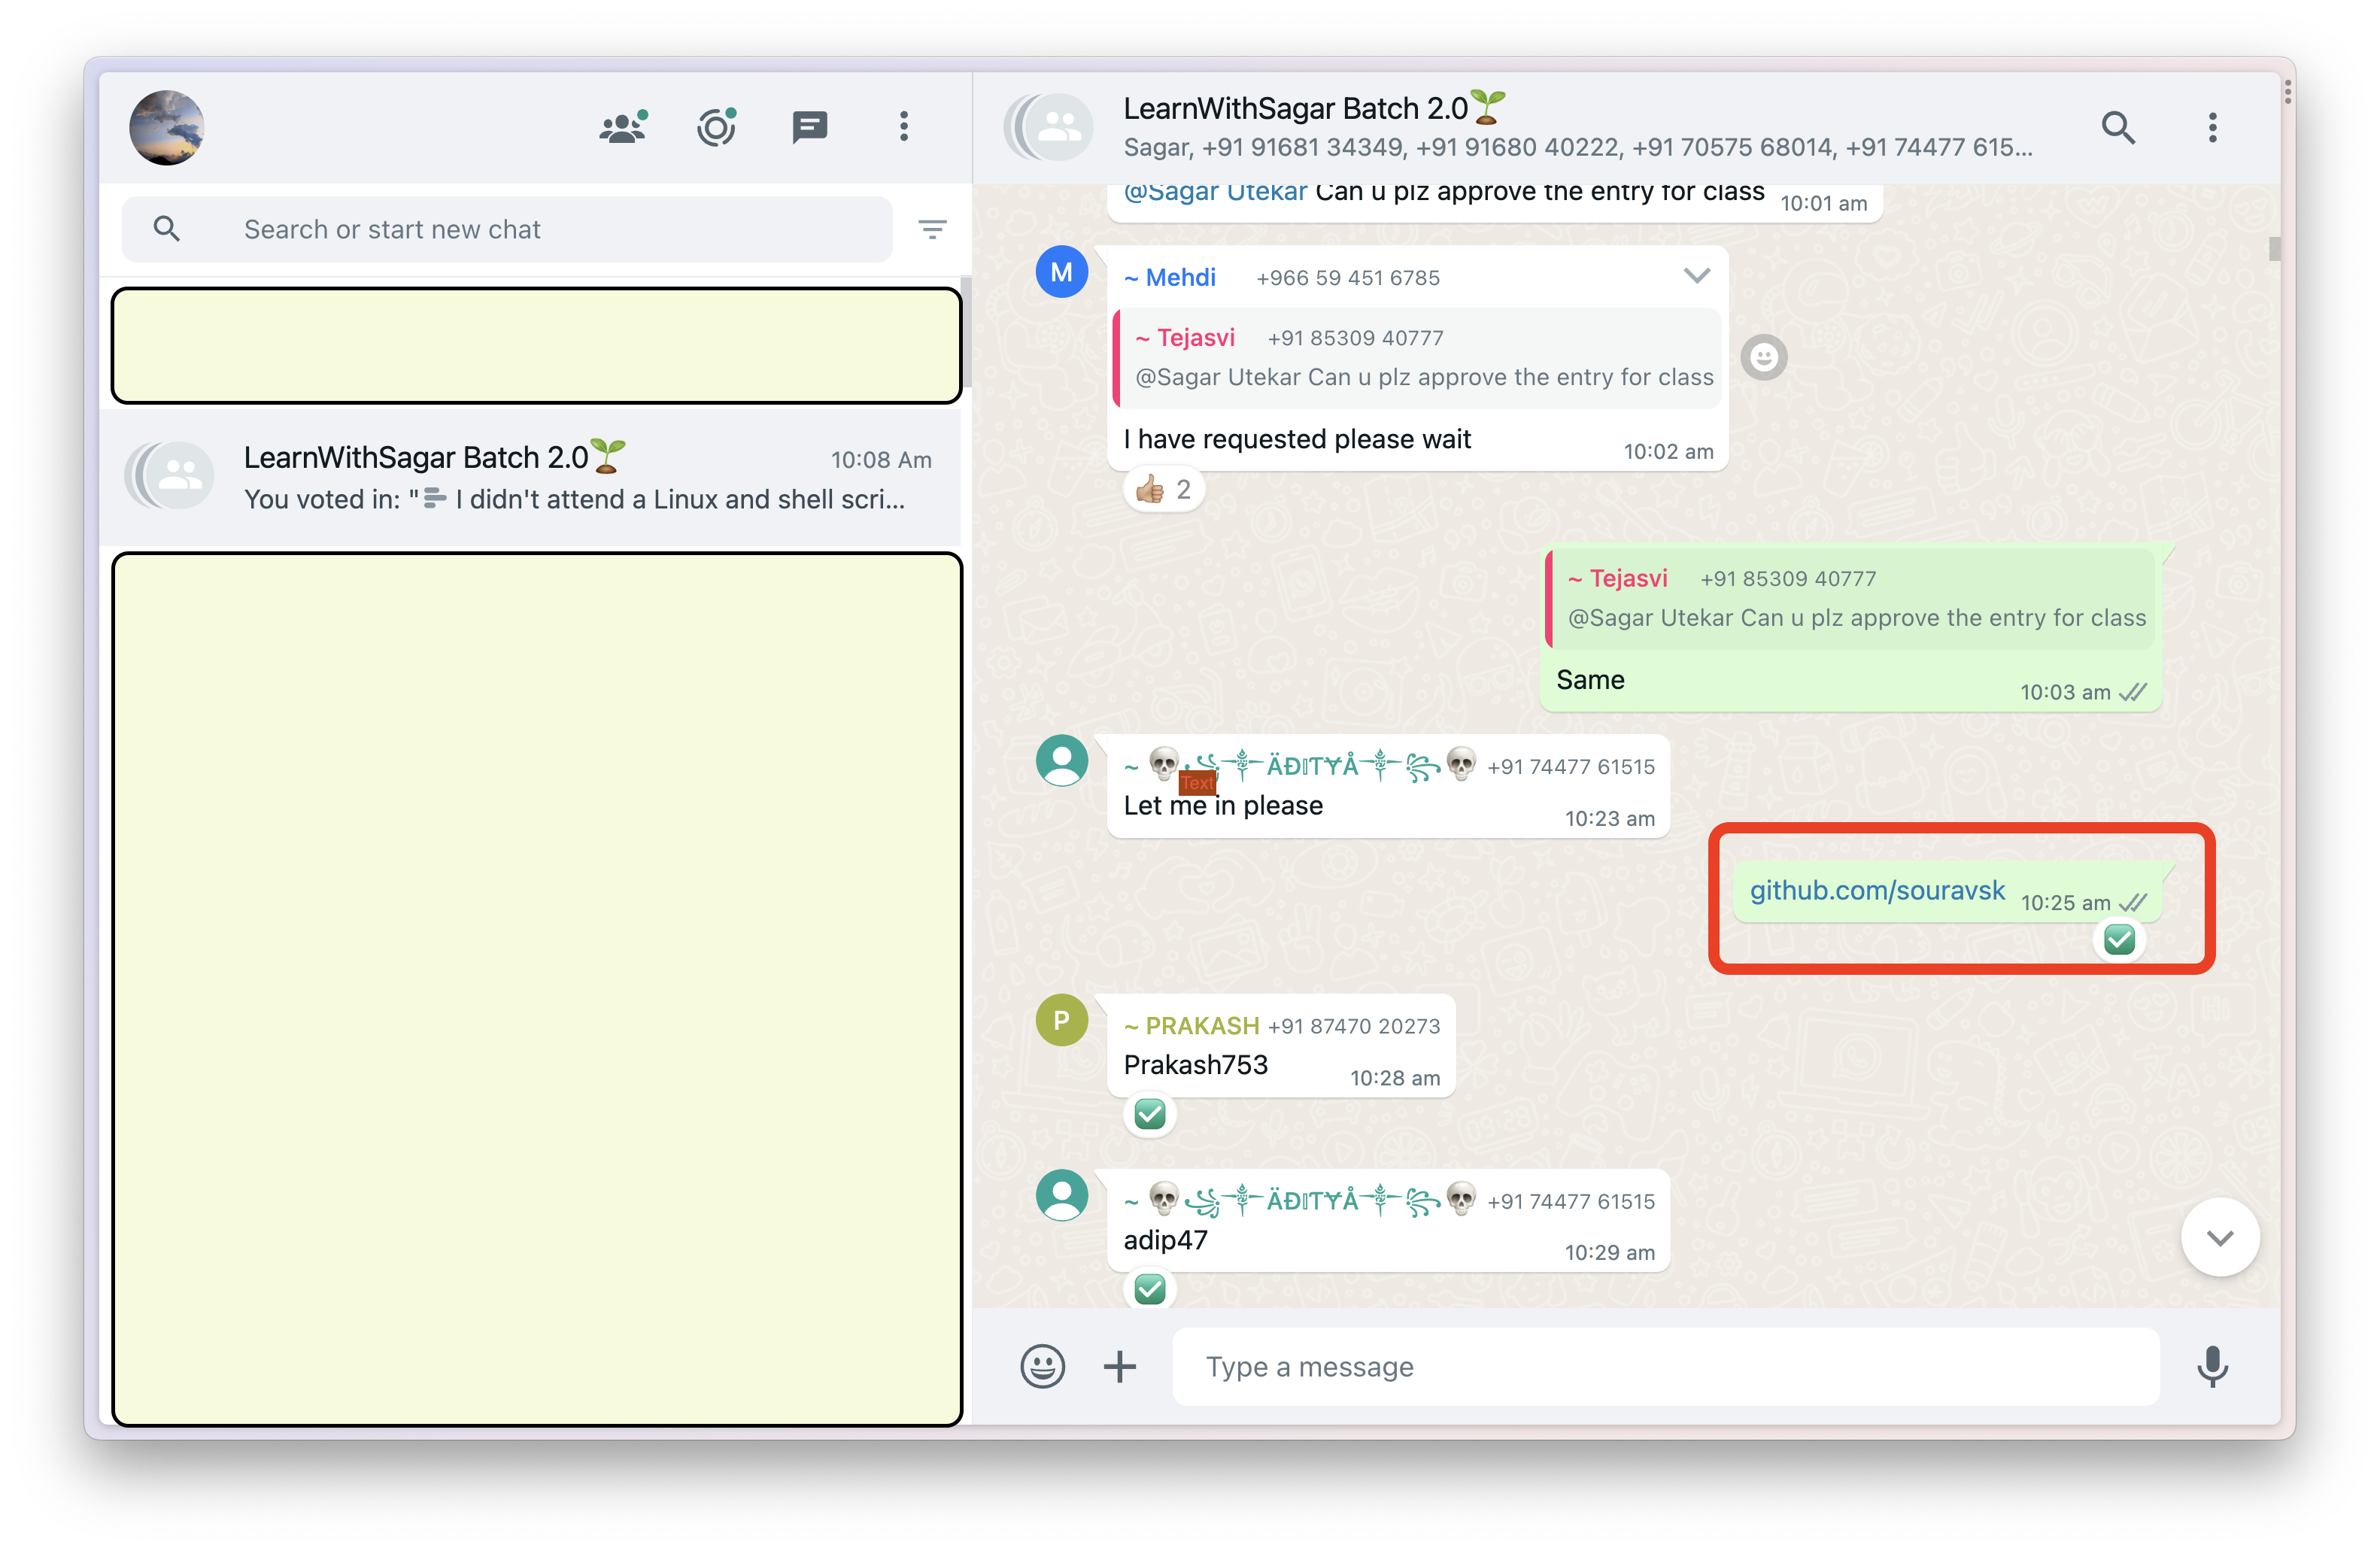 Search or start new chat
LearnWithSagar Batch 2.0🌱
10:08 Am
You voted in: "I didn't attend a Linux and shell scri...
LearnWithSagar Batch 2.0🌱
Sagar, +91 91681 34349, +91 91680 40222, +91 70575 68014, +91 74477 615...
@Sagar Utekar Can u plz approve the entry for class
10:01 am
M
~ Mehdi +966 59 451 6785
~ Tejasvi +91 85309 40777
@Sagar Utekar Can u plz approve the entry for class
I have requested please wait
10:02 am
👍🏼 2
~ Tejasvi +91 85309 40777
@Sagar Utekar Can u plz approve the entry for class
Same
10:03 am
~ 💀꧁༒ÄĐ𝕀TɎÅ༒꧂💀 +91 74477 61515
Text
Let me in please
10:23 am
github.com/souravsk
10:25 am
P
~ PRAKASH +91 87470 20273
Prakash753
10:28 am
~ 💀꧁༒ÄĐ𝕀TɎÅ༒꧂💀 +91 74477 61515
adip47
10:29 am
Type a message